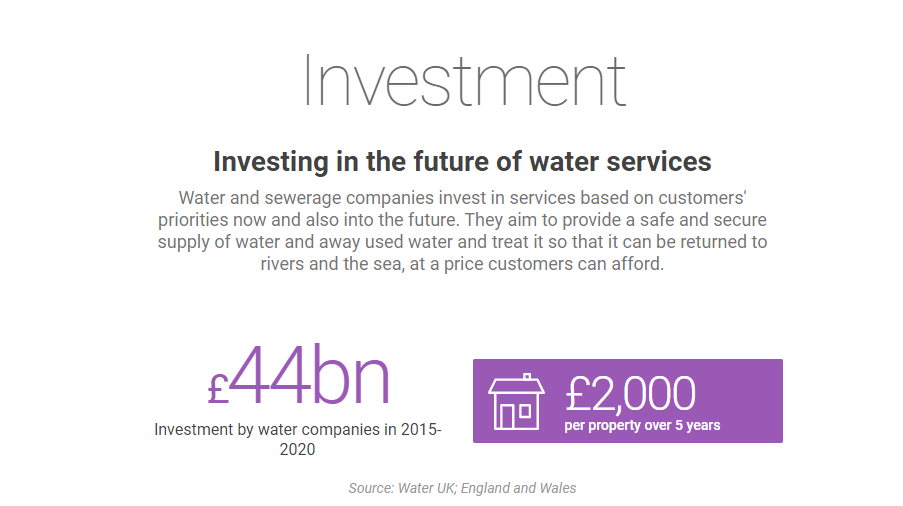 Investment
Investing in the future of water services
Water and sewerage companies invest in services based on customers'
priorities now and also into the future. They aim to provide a safe and secure
supply of water and away used water and treat it so that it can be returned to
rivers and the sea, at a price customers can afford.
£44bn
Investment by water companies in 2015-
2020
£2,000
per property over 5 years
Source: Water UK; England and Wales